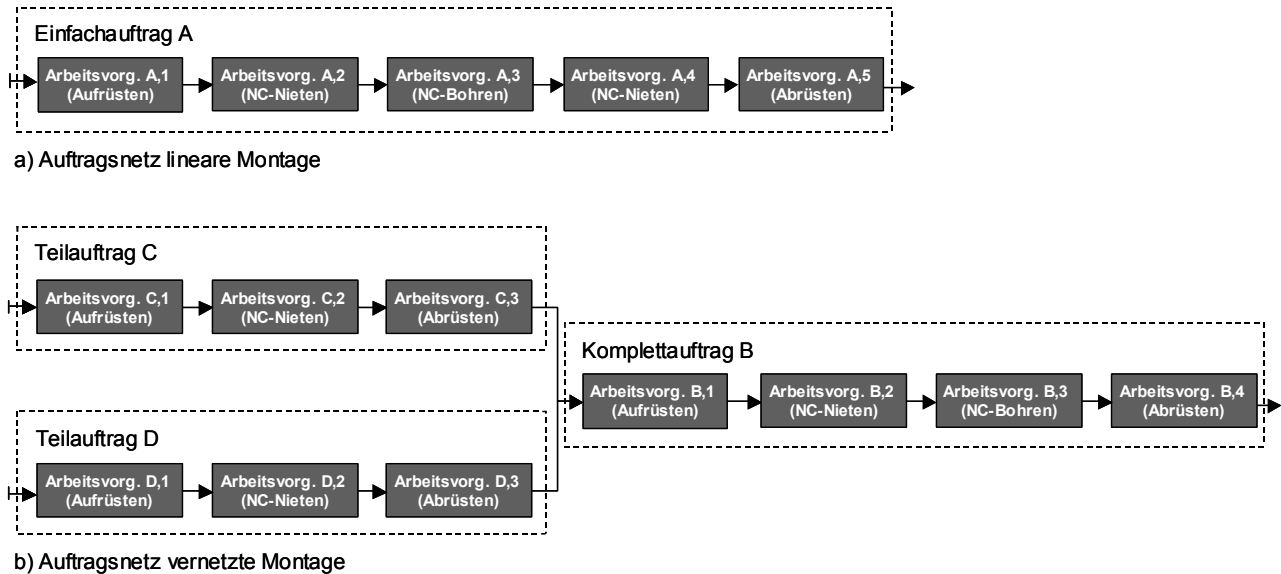 Einfachauftrag A
Arbeitsvorg. A,1
(Aufrüsten)
Arbeitsvorg. A,2
(NC-Nieten)
Arbeitsvorg. A,3
(NC-Bohren)
Arbeitsvorg. A,4
(NC-Nieten)
Arbeitsvorg. A,5
(Abrüsten)
a) Auftragsnetz lineare Montage
Teilauftrag C
Arbeitsvorg. C,1
(Aufrüsten)
Arbeitsvorg. C,2
(NC-Nieten)
Arbeitsvorg. C,3
(Abrüsten)
Komplettauftrag B
Arbeitsvorg. B,1
(Aufrüsten)
Arbeitsvorg. B,2
(NC-Nieten)
Arbeitsvorg. B,3
(NC-Bohren)
Arbeitsvorg. B,4
(Abrüsten)
Teilauftrag D
Arbeitsvorg. D,1
(Aufrüsten)
Arbeitsvorg. D,2
(NC-Nieten)
Arbeitsvorg. D,3
(Abrüsten)
b) Auftragsnetz vernetzte Montage